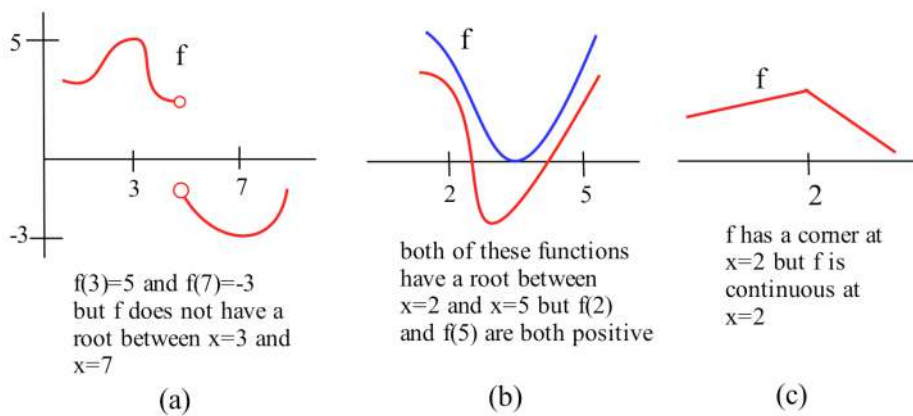 5
f
3
7
-3
f(3)=5 and f(7)=-3
but f does not have a
root between x=3 and
x=7
(a)
f
2
5
both of these functions
have a root between
x=2 and x=5 but f(2)
and f(5) are both positive
(b)
f
2
f has a corner at
x=2 but f is
continuous at
x=2
(c)